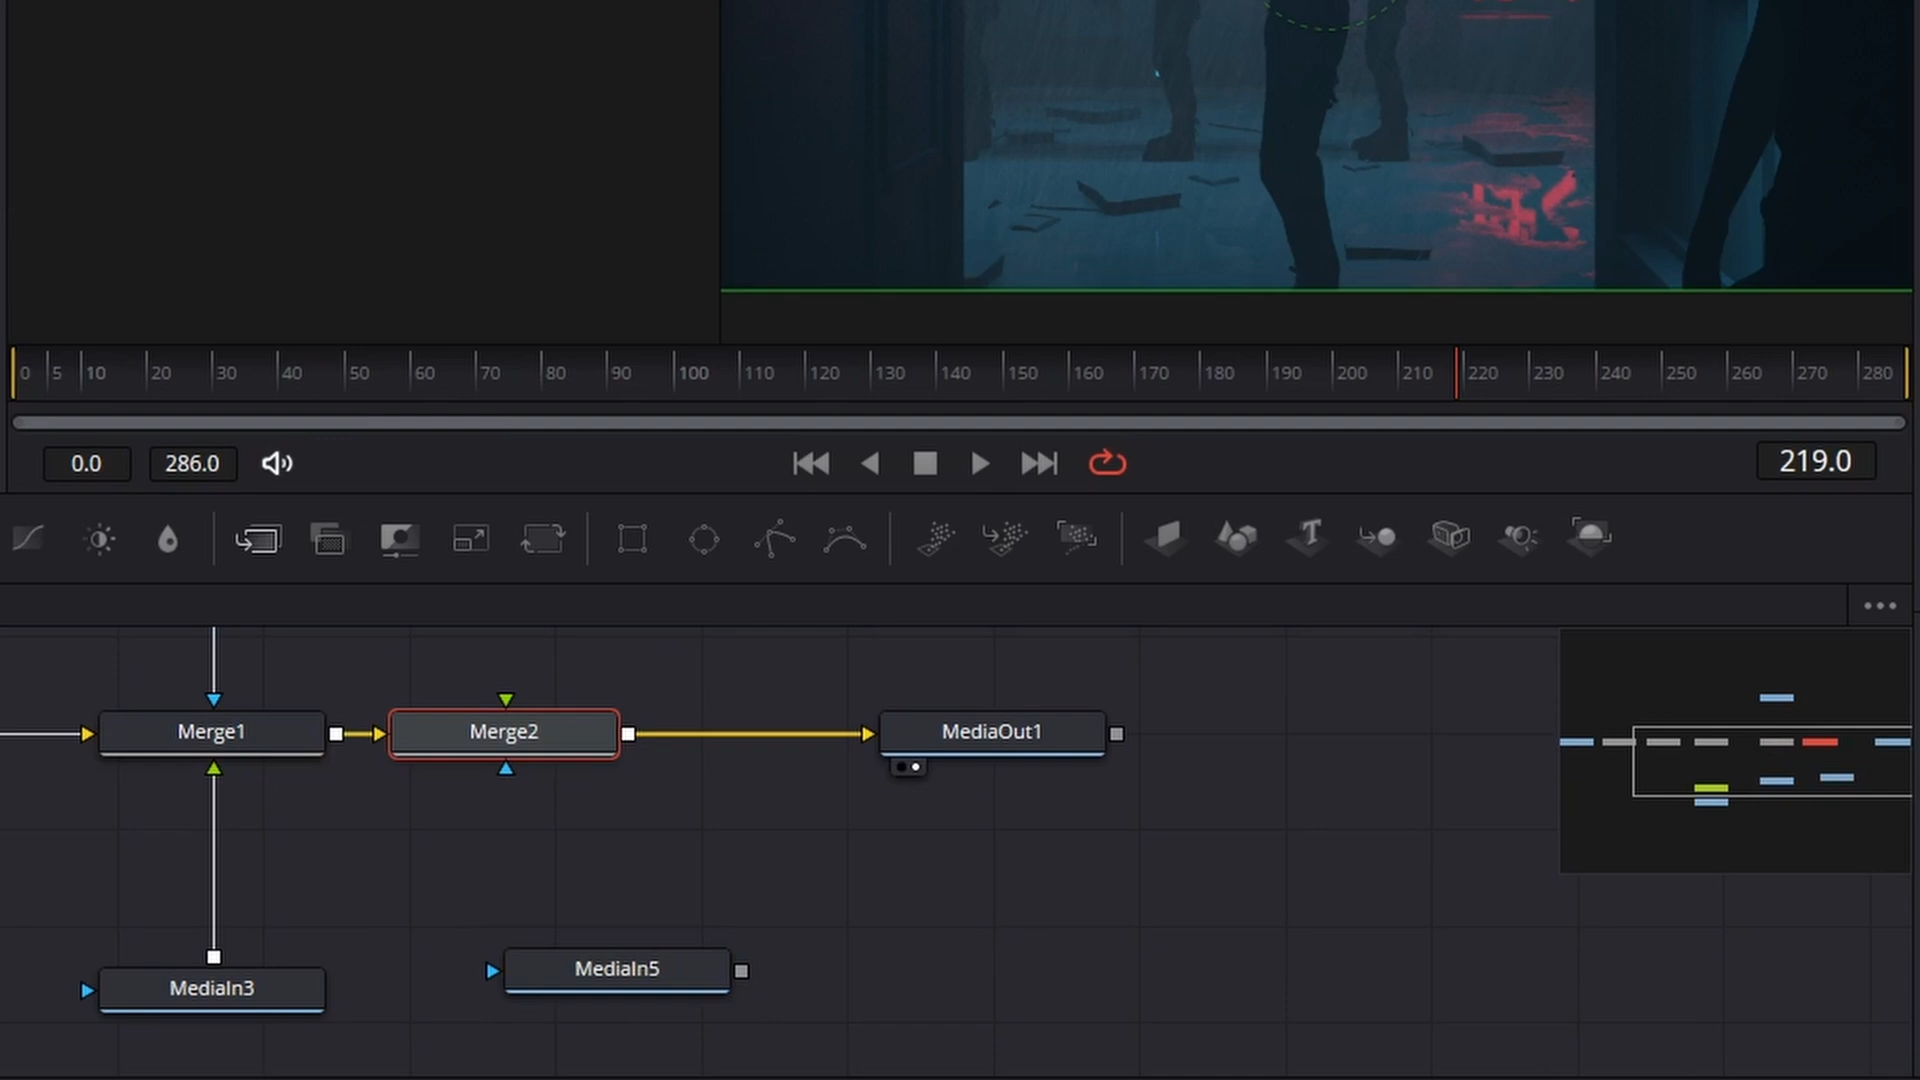 0 5 10 20 30 40 50 60 70 80 90 100 110 120 130 140 150 160 170 180 190 200 210 220 230 240 250 260 270 280
0.0 286.0 219.0
Merge1 Merge2 MediaOut1
MediaIn5
MediaIn3